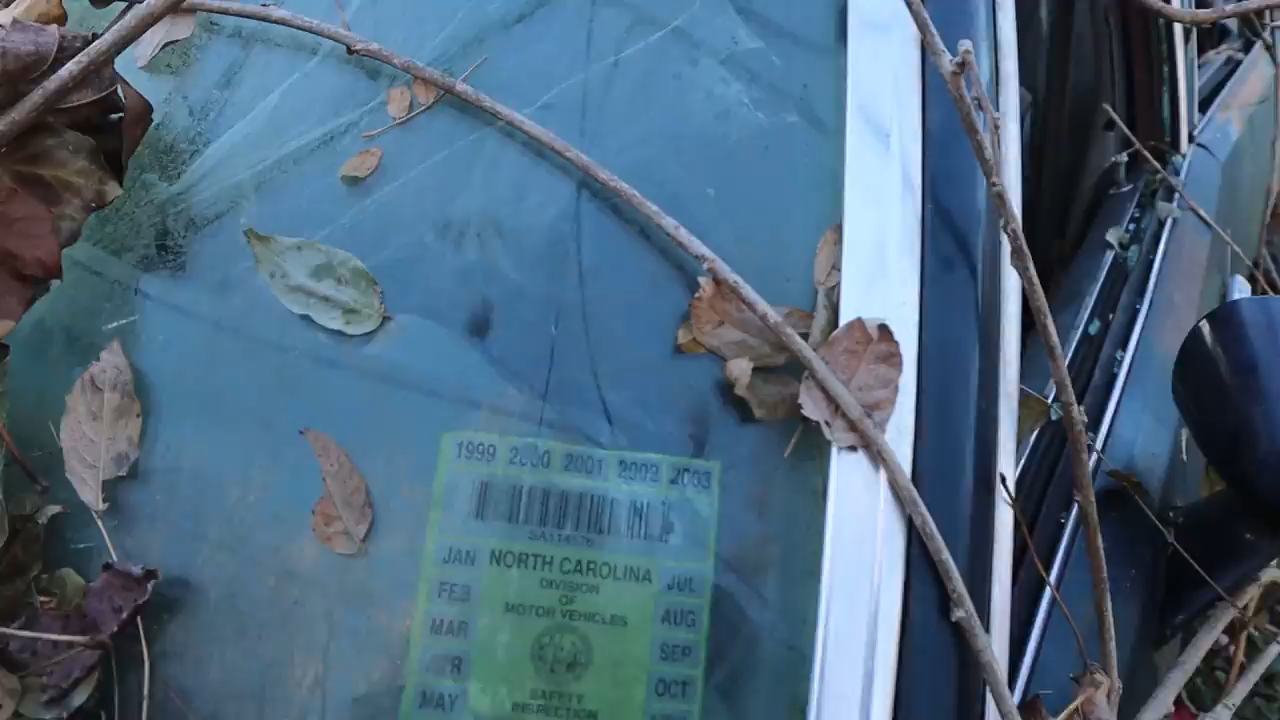 1999 2000 2001 2002 2003
JAN NORTH CAROLINA JUL
FEB DIVISION AUG
OF
MAR MOTOR VEHICLES SEP
APR OCT
MAY SAFETY
INSPECTION